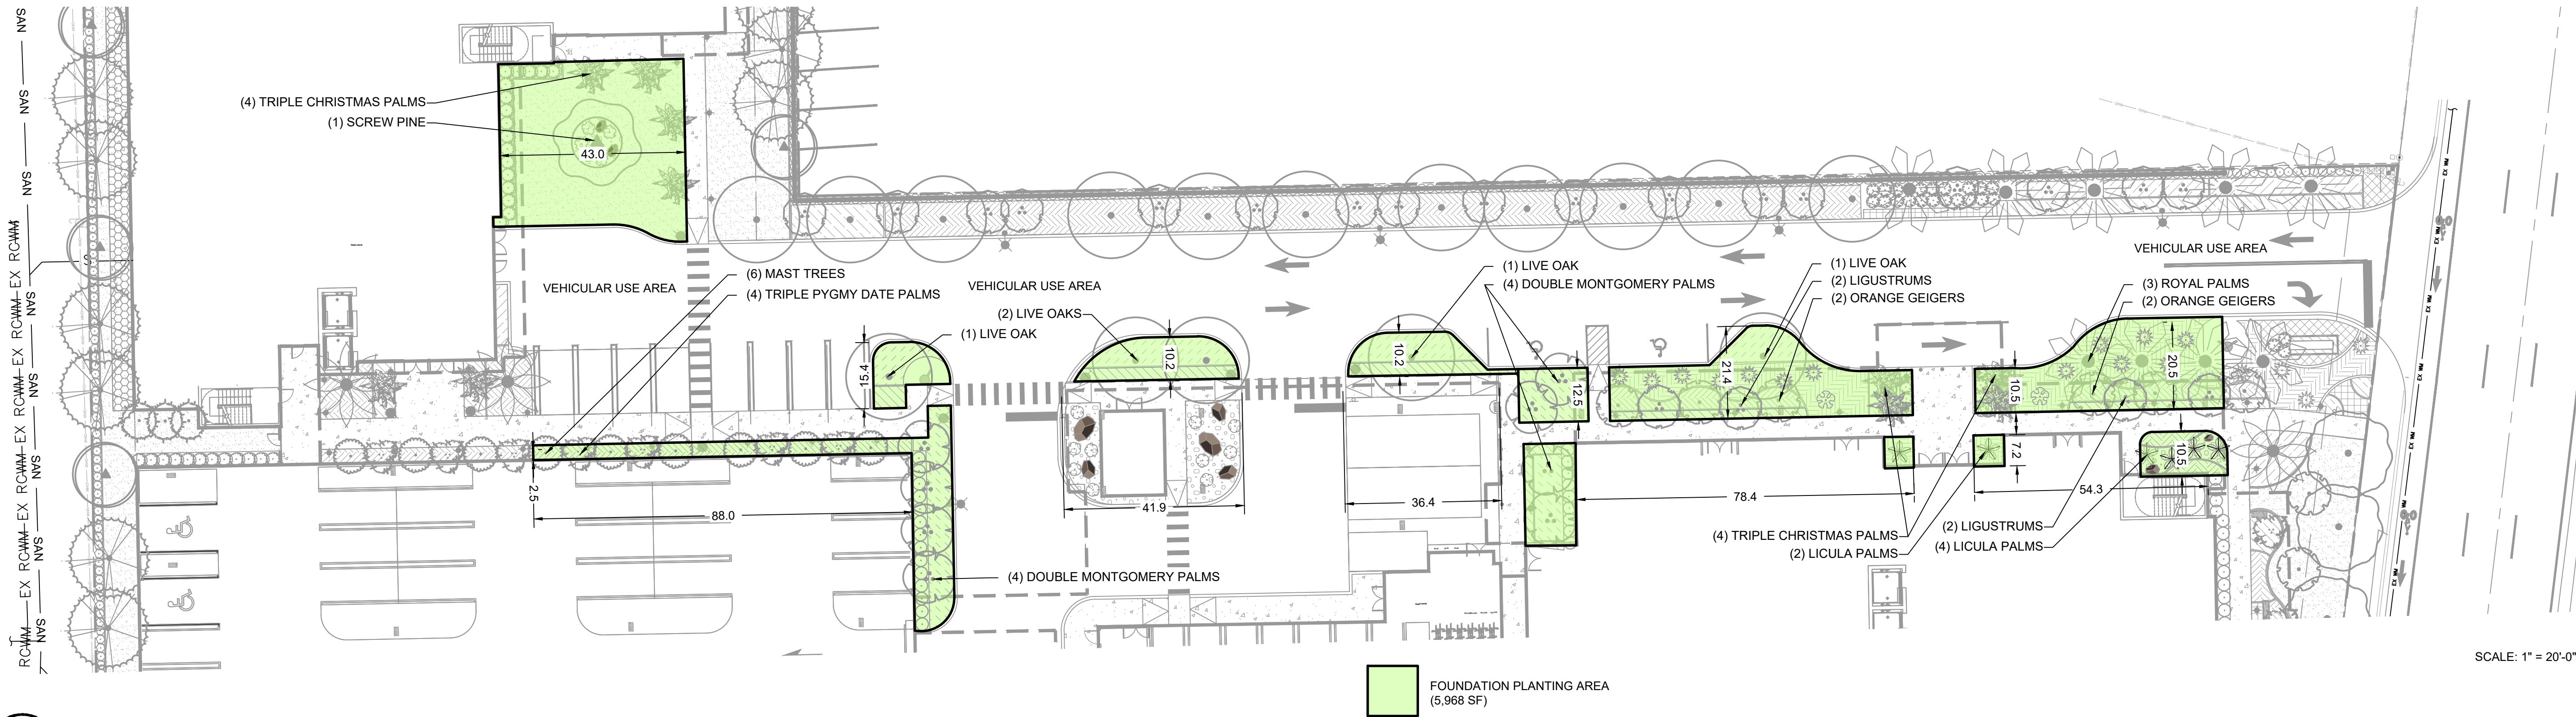 SAN SAN SAN SAN SAN SAN SAN
RCWM EX RCWM EX RCWM EX RCWM EX RCWM
(4) TRIPLE CHRISTMAS PALMS
(1) SCREW PINE
43.0
VEHICULAR USE AREA
(6) MAST TREES
(4) TRIPLE PYGMY DATE PALMS
VEHICULAR USE AREA
(2) LIVE OAKS
(1) LIVE OAK
(1) LIVE OAK
(4) DOUBLE MONTGOMERY PALMS
(1) LIVE OAK
(2) LIGUSTRUMS
(2) ORANGE GEIGERS
VEHICULAR USE AREA
(3) ROYAL PALMS
(2) ORANGE GEIGERS
15.4
10.2
10.2
12.5
21.4
10.5
20.5
7.2
10.5
2.5
88.0
41.9
36.4
78.4
54.3
(4) TRIPLE CHRISTMAS PALMS
(2) LICULA PALMS
(2) LIGUSTRUMS
(4) LICULA PALMS
(4) DOUBLE MONTGOMERY PALMS
SCALE: 1" = 20'-0"
FOUNDATION PLANTING AREA
(5,968 SF)